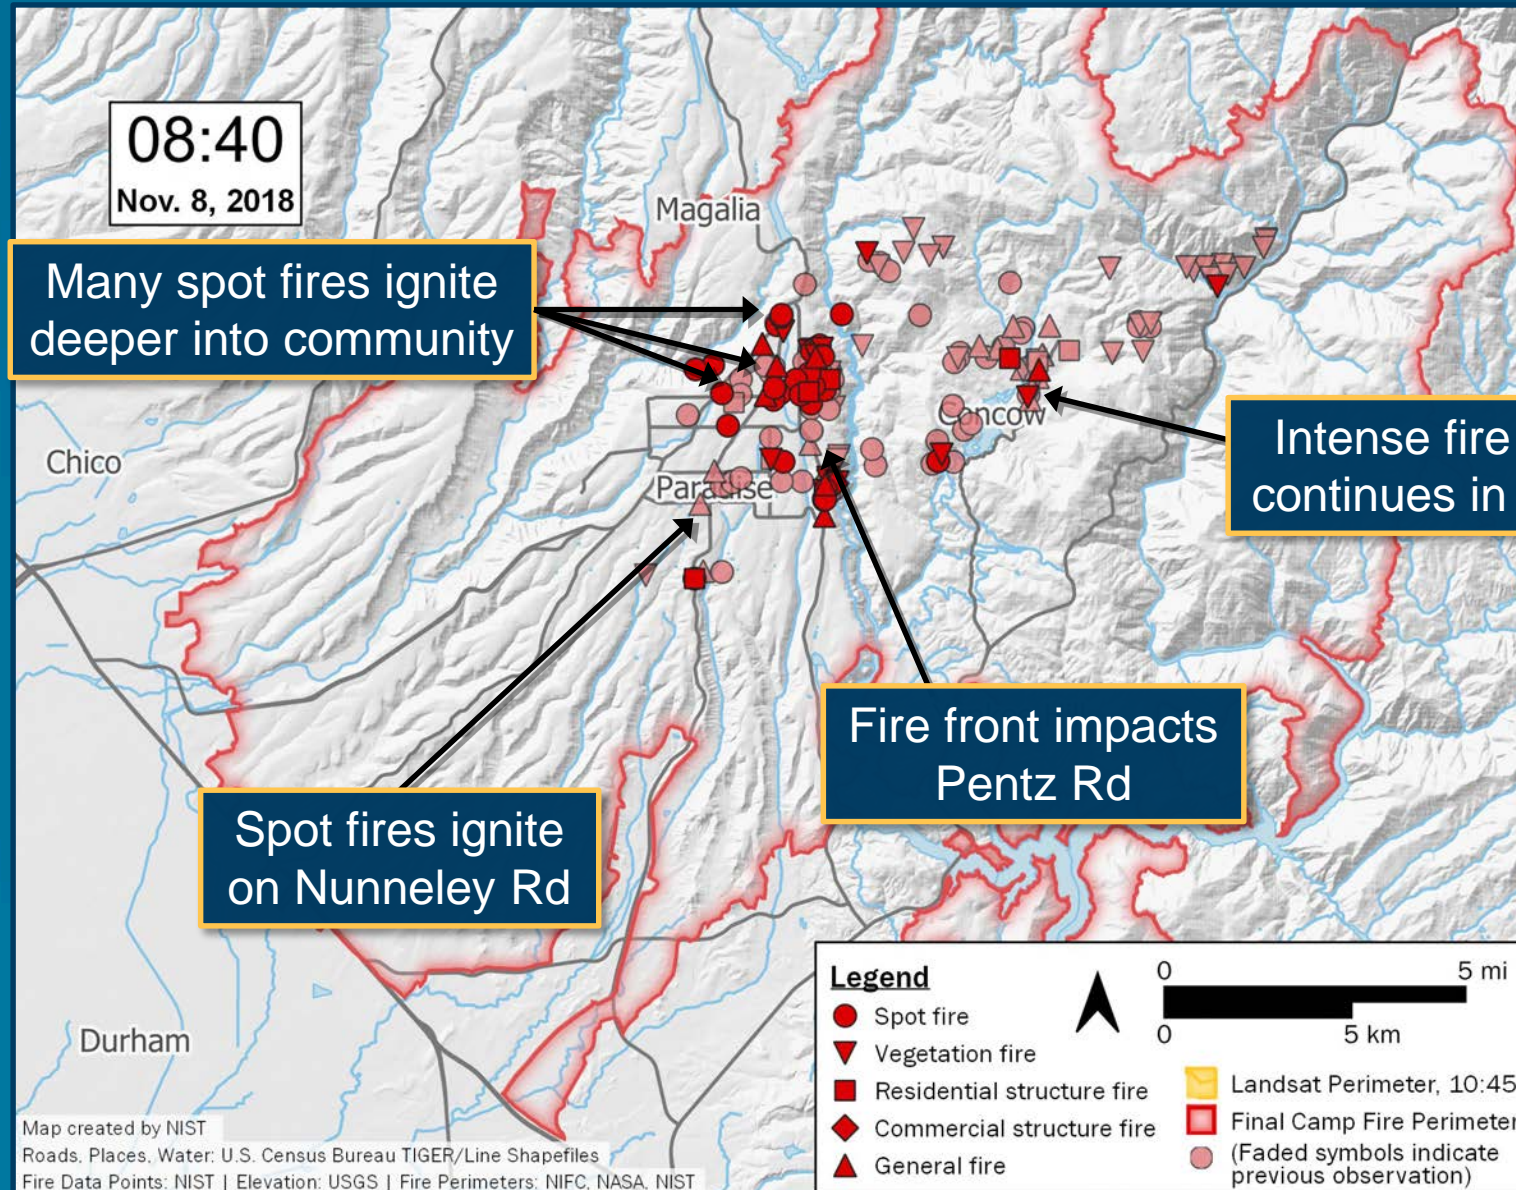 08:40
Nov. 8, 2018
Magalia
Many spot fires ignite
deeper into community
Concow
Chico
Intense fire
continues in
Paradise
Fire front impacts
Pentz Rd
Spot fires ignite
on Nunneley Rd
Durham
Legend
Spot fire
Vegetation fire
Residential structure fire
Commercial structure fire
General fire
0 5 mi
0 5 km
Landsat Perimeter, 10:45
Final Camp Fire Perimeter
(Faded symbols indicate
previous observation)
Map created by NIST
Roads, Places, Water: U.S. Census Bureau TIGER/Line Shapefiles
Fire Data Points: NIST | Elevation: USGS | Fire Perimeters: NIFC, NASA, NIST